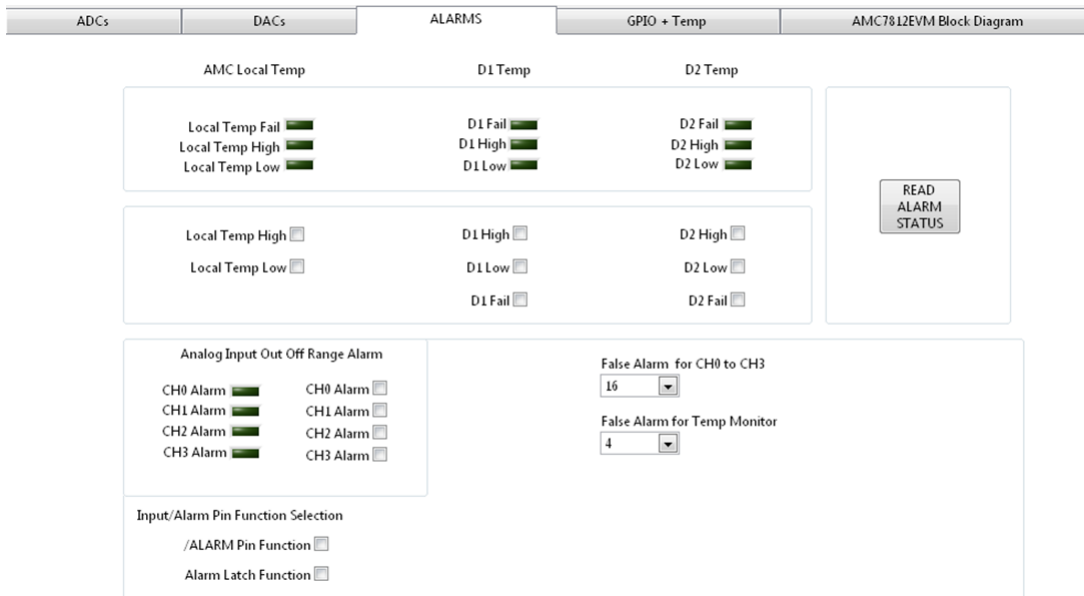 ADCs DACs ALARMS GPIO + Temp AMC7812EVM Block Diagram
AMC Local Temp D1 Temp D2 Temp
Local Temp Fail D1 Fail D2 Fail
Local Temp High D1 High D2 High
Local Temp Low D1 Low D2 Low
READ
ALARM
STATUS
Local Temp High D1 High D2 High
Local Temp Low D1 Low D2 Low
D1 Fail D2 Fail
Analog Input Out Off Range Alarm
CH0 Alarm CH0 Alarm
CH1 Alarm CH1 Alarm
CH2 Alarm CH2 Alarm
CH3 Alarm CH3 Alarm
False Alarm for CH0 to CH3
16
False Alarm for Temp Monitor
4
Input/Alarm Pin Function Selection
/ALARM Pin Function
Alarm Latch Function